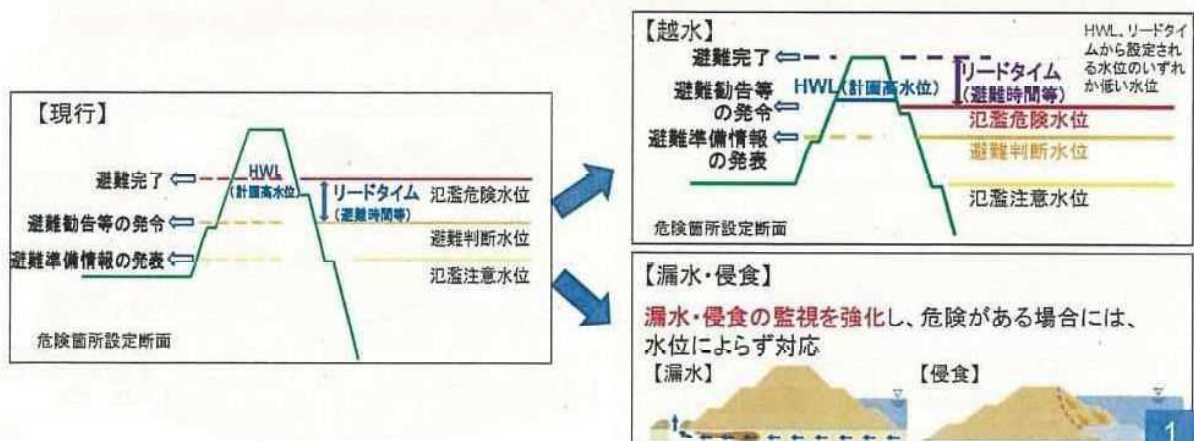 【現行】
避難完了
HWL
(計画高水位)
リードタイム
(避難時間等)
氾濫危険水位
避難勧告等の発令
避難判断水位
避難準備情報の発表
氾濫注意水位
危険箇所設定断面
【越水】
HWL、リードタイ
ムから設定され
る水位のいずれ
か低い水位
避難完了
リードタイム
(避難時間等)
避難勧告等
の発令
HWL(計画高水位)
氾濫危険水位
避難準備情報
の発表
避難判断水位
氾濫注意水位
危険箇所設定断面
【漏水・侵食】
漏水・侵食の監視を強化し、危険がある場合には、
水位によらず対応
【漏水】
【侵食】
1